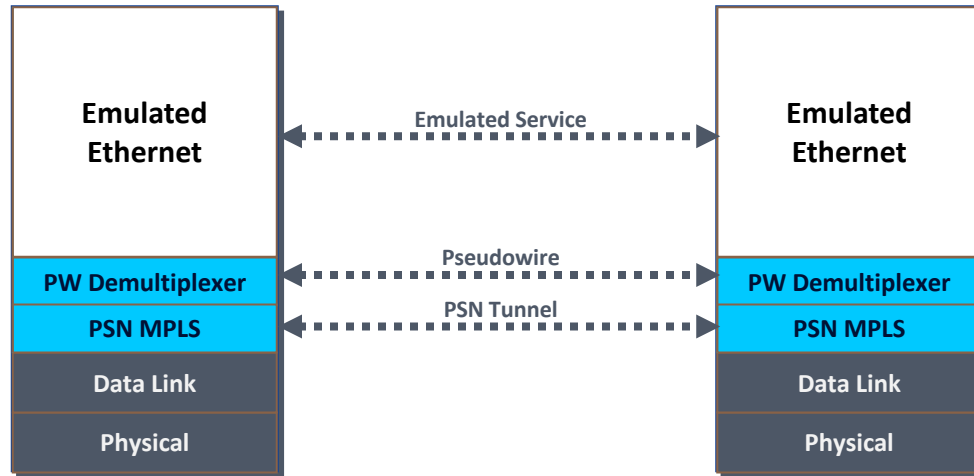 Emulated
Ethernet
PW Demultiplexer
PSN MPLS
Data Link
Physical
Emulated Service
Pseudowire
PSN Tunnel
Emulated
Ethernet
PW Demultiplexer
PSN MPLS
Data Link
Physical